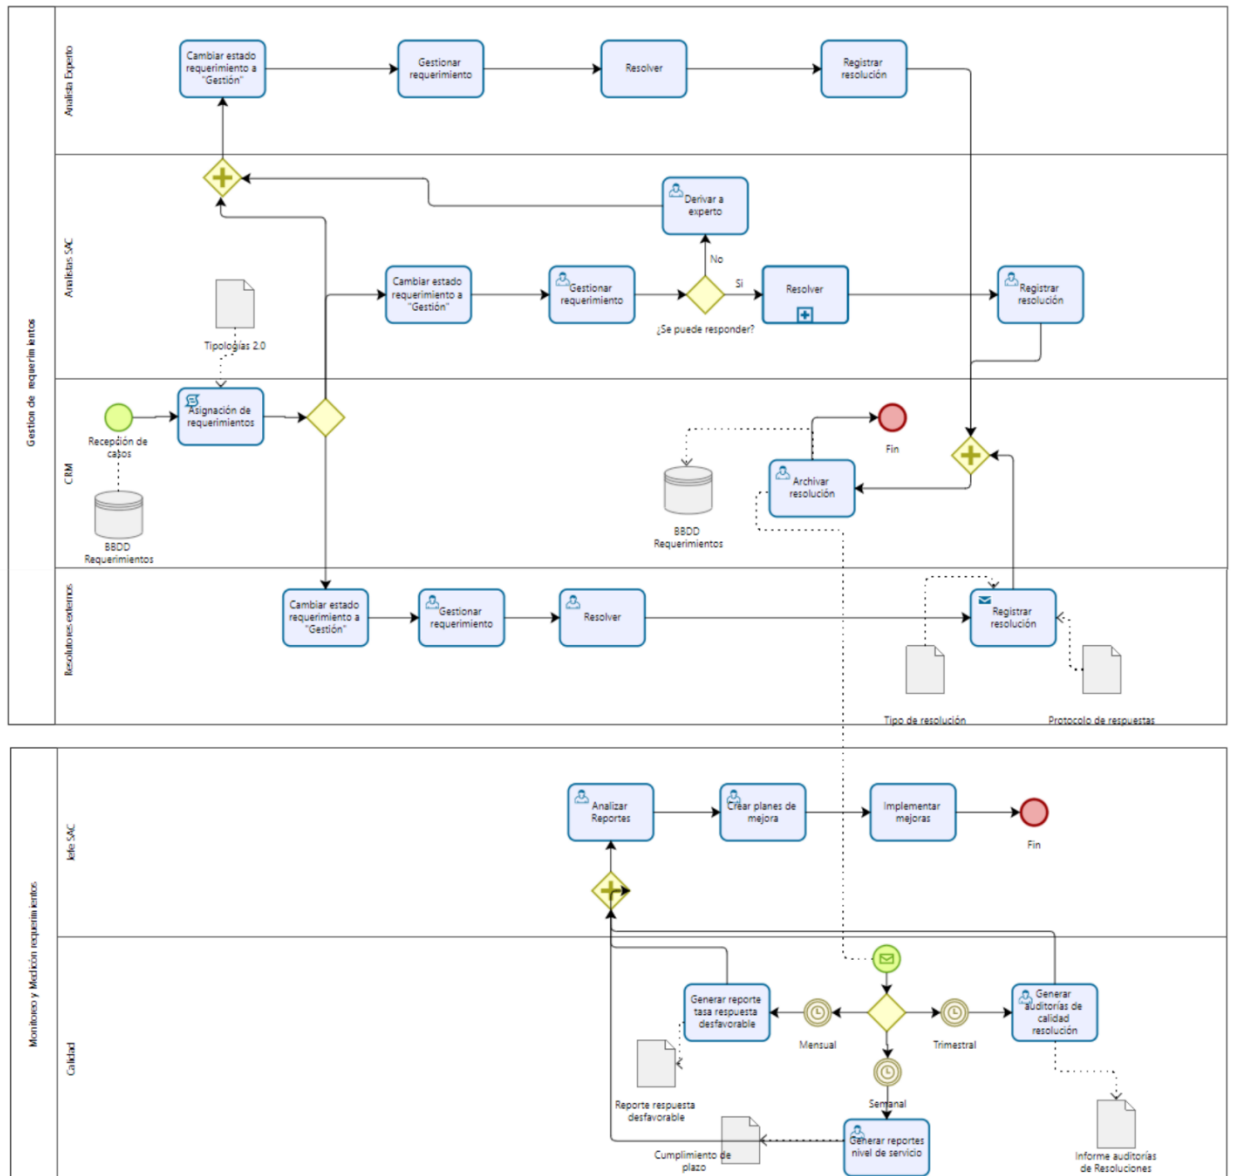 Gestion de requerimientos
Analista Experto
Cambiar estado
requerimiento a
"Gestión"
Gestionar
requerimiento
Resolver
Registrar
resolución
Analistas SAC
Derivar a
experto
No
Cambiar estado
requerimiento a
"Gestión"
Gestionar
requerimiento
Si
¿Se puede responder?
Resolver
Registrar
resolución
Tipologías 2.0
CRM
Recepción de
casos
Asignación de
requerimientos
BBDD
Requerimientos
BBDD
Requerimientos
Archivar
resolución
Fin
Resolutores externos
Cambiar estado
requerimiento a
"Gestión"
Gestionar
requerimiento
Resolver
Registrar
resolución
Tipo de resolución
Protocolo de respuestas
Monitoreo y Medición requerimientos
Jefe SAC
Analizar
Reportes
Crear planes de
mejora
Implementar
mejoras
Fin
Calidad
Generar reporte
tasa respuesta
desfavorable
Mensual
Trimestral
Generar
auditorías de
calidad
resolución
Semanal
Reporte respuesta
desfavorable
Generar reportes
nivel de servicio
Cumplimiento de
plazo
Informe auditorías
de Resoluciones